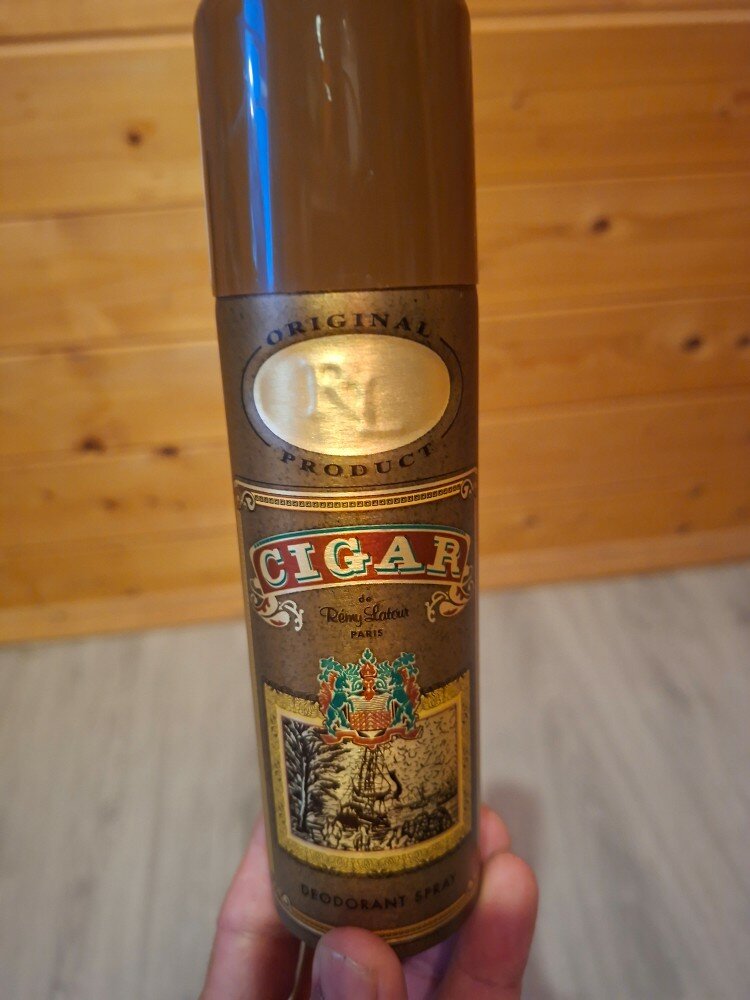 ORIGINAL
RL
PRODUCT
CIGAR
de
Rémy Latour
PARIS
DEODORANT SPRAY